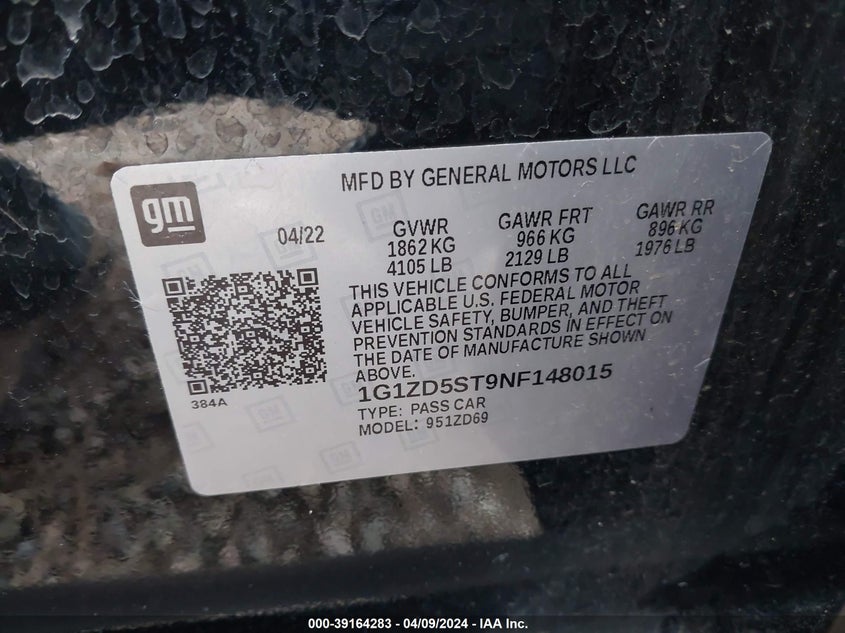 MFD BY GENERAL MOTORS LLC
gm
04/22
GVWR
1862 KG
4105 LB
GAWR FRT
966 KG
2129 LB
GAWR RR
896 KG
1976 LB
THIS VEHICLE CONFORMS TO ALL
APPLICABLE U.S. FEDERAL MOTOR
VEHICLE SAFETY, BUMPER, AND THEFT
PREVENTION STANDARDS IN EFFECT ON
THE DATE OF MANUFACTURE SHOWN
ABOVE.
384A
1G1ZD5ST9NF148015
TYPE: PASS CAR
MODEL: 951ZD69
000-39164283 - 04/09/2024 - IAA Inc.